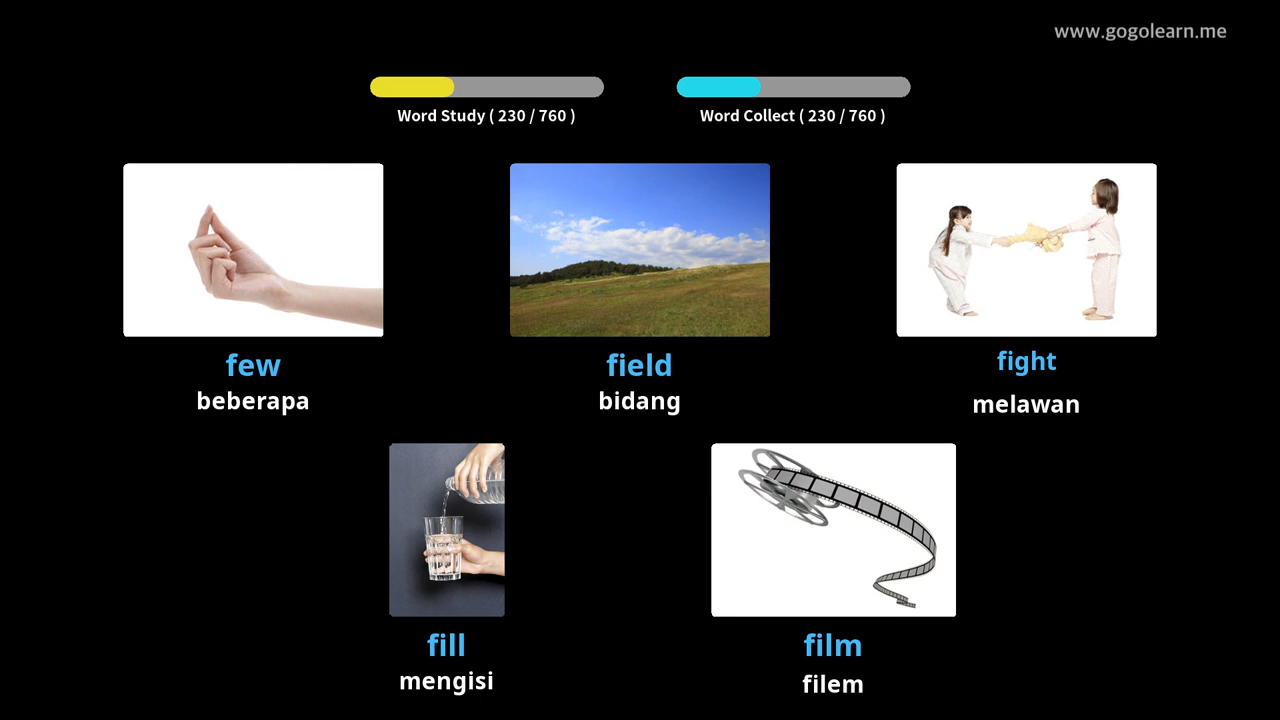 www.gogolearn.me
Word Study ( 230 / 760 )
Word Collect ( 230 / 760 )
few
beberapa
field
bidang
fight
melawan
fill
mengisi
film
filem